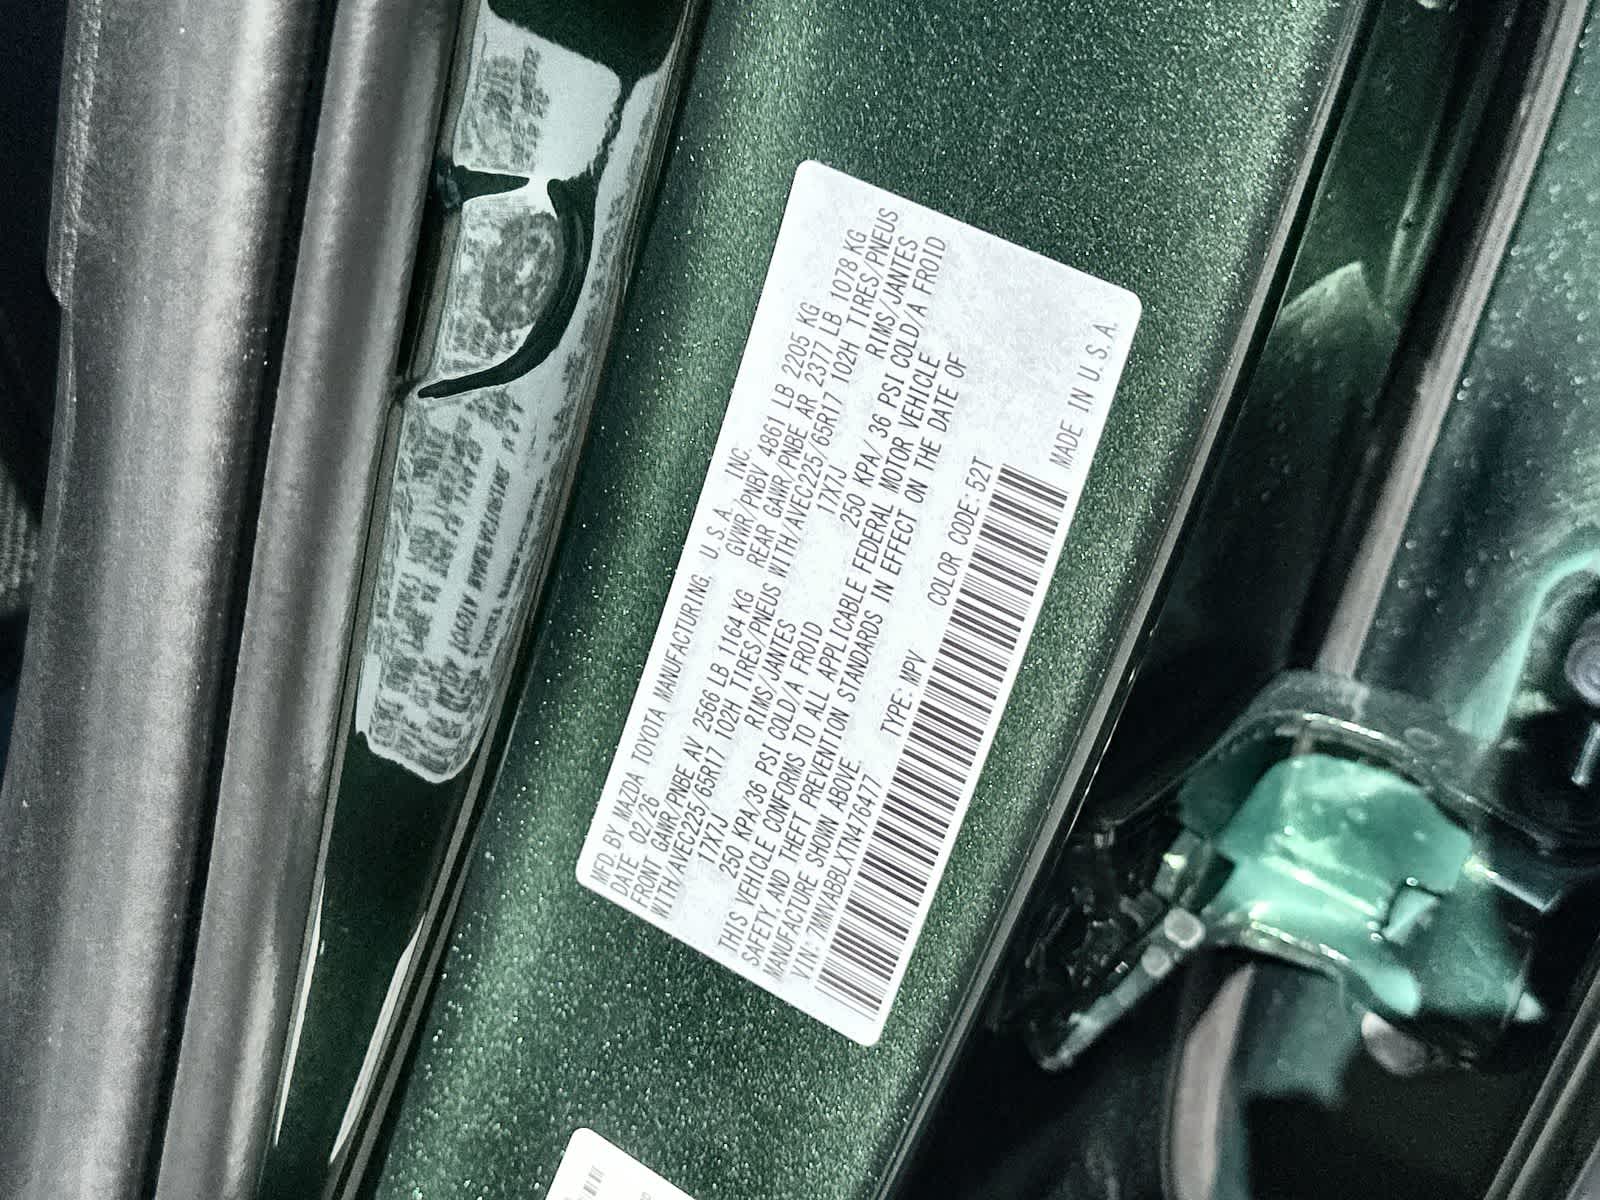 MFD.BY MAZDA TOYOTA MANUFACTURING, U.S.A, INC.
DATE 02/26 GVWR/PNBV 4861 LB 2205 KG
FRONT GAWR/PNBE AV 2566 LB 1164 KG REAR GAWR/PNBE AR 2377 LB 1078 KG
WITH/AVEC225/65R17 102H TIRES/PNEUS WITH/AVEC225/65R17 102H TIRES/PNEUS
17X7J RIMS/JANTES 17X7J RIMS/JANTES
250 KPA/36 PSI COLD/A FROID 250 KPA/36 PSI COLD/A FROID
THIS VEHICLE CONFORMS TO ALL APPLICABLE FEDERAL MOTOR VEHICLE
SAFETY, AND THEFT PREVENTION STANDARDS IN EFFECT ON THE DATE OF
MANUFACTURE SHOWN ABOVE.
VIN:7MMVABBLXTN476477 TYPE:MPV COLOR CODE:52T
MADE IN U.S.A.